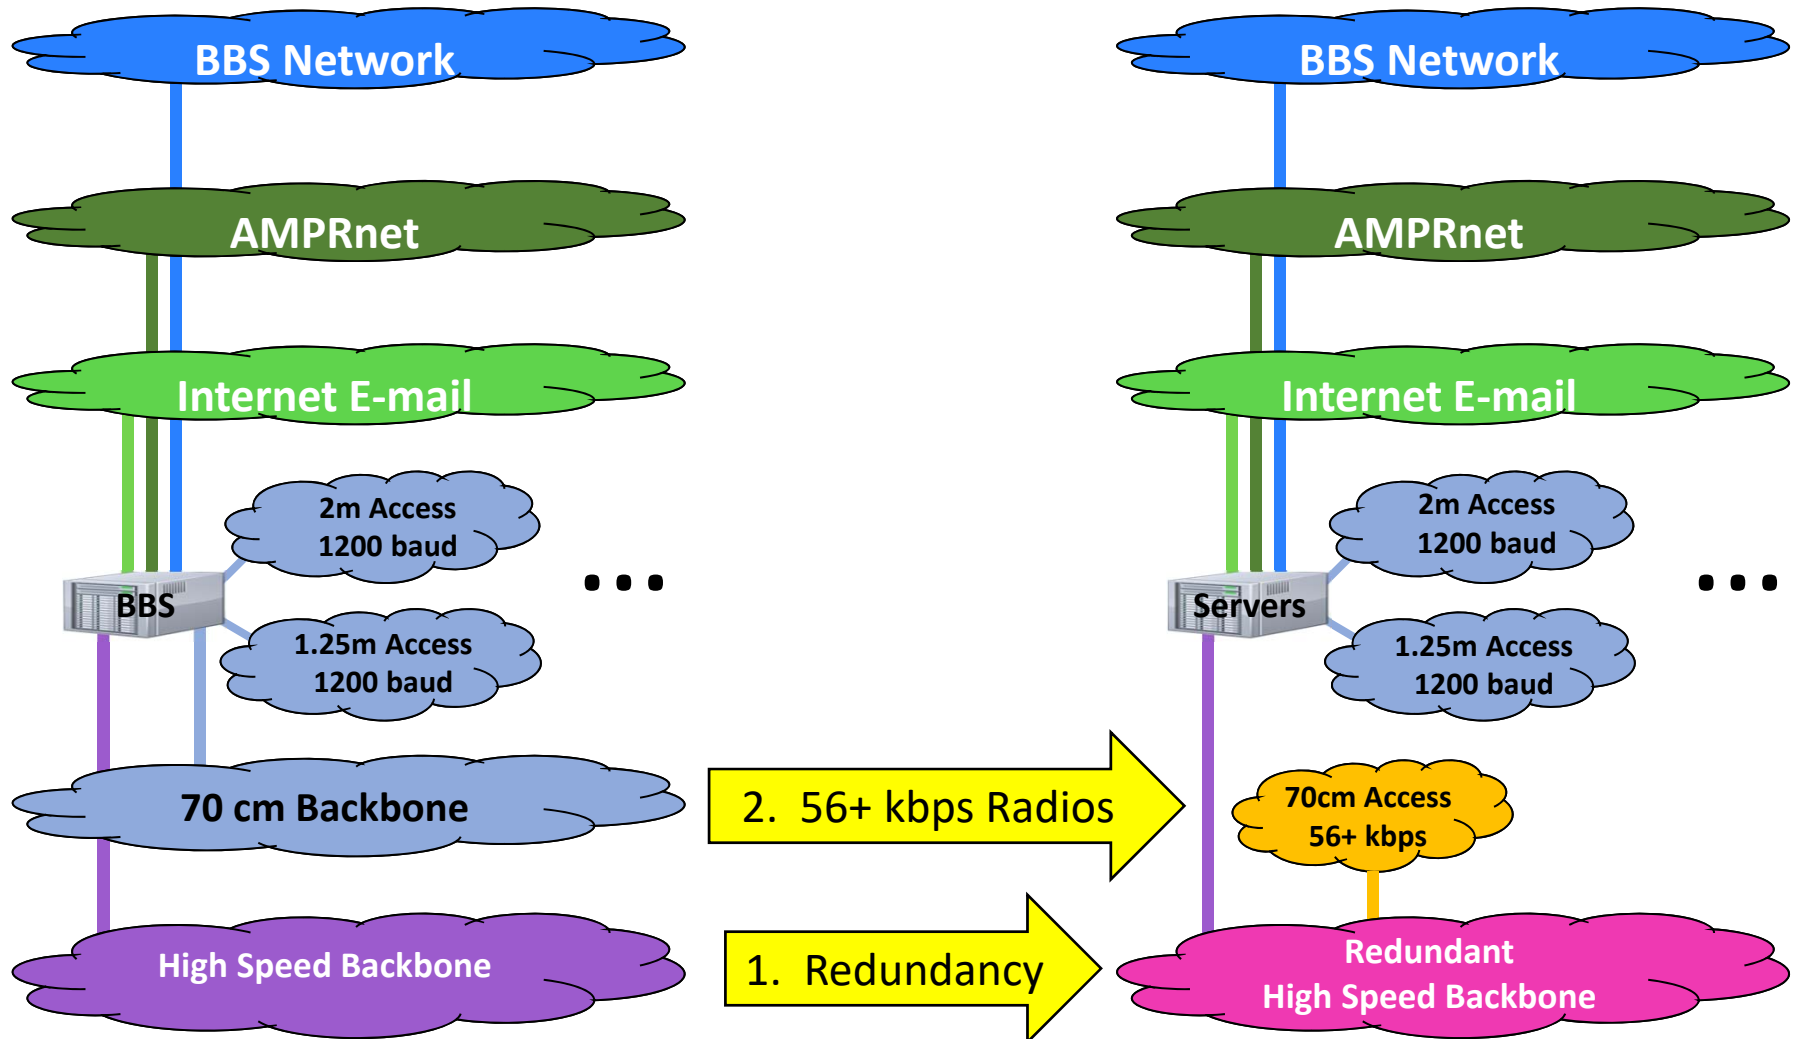 BBS Network
AMPRnet
Internet E-mail
2m Access
1200 baud
...
BBS
1.25m Access
1200 baud
70 cm Backbone
High Speed Backbone
2. 56+ kbps Radios
1. Redundancy
BBS Network
AMPRnet
Internet E-mail
2m Access
1200 baud
...
Servers
1.25m Access
1200 baud
70cm Access
56+ kbps
Redundant
High Speed Backbone